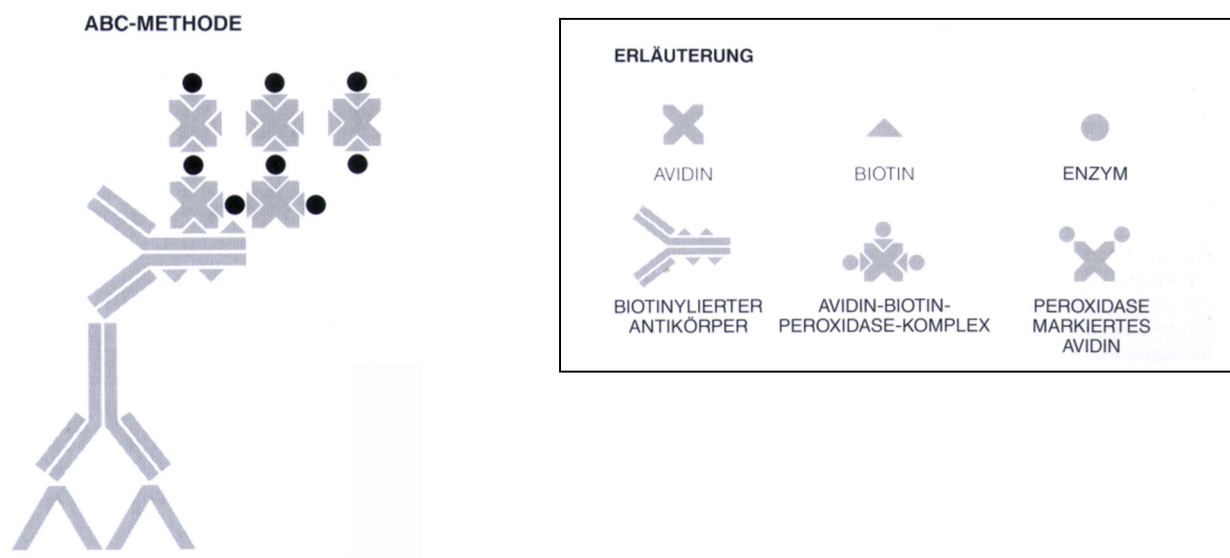 ABC-METHODE
ERLÄUTERUNG
AVIDIN
BIOTIN
ENZYM
BIOTINYLIERTER
ANTIKÖRPER
AVIDIN-BIOTIN-
PEROXIDASE-KOMPLEX
PEROXIDASE
MARKIERTES
AVIDIN